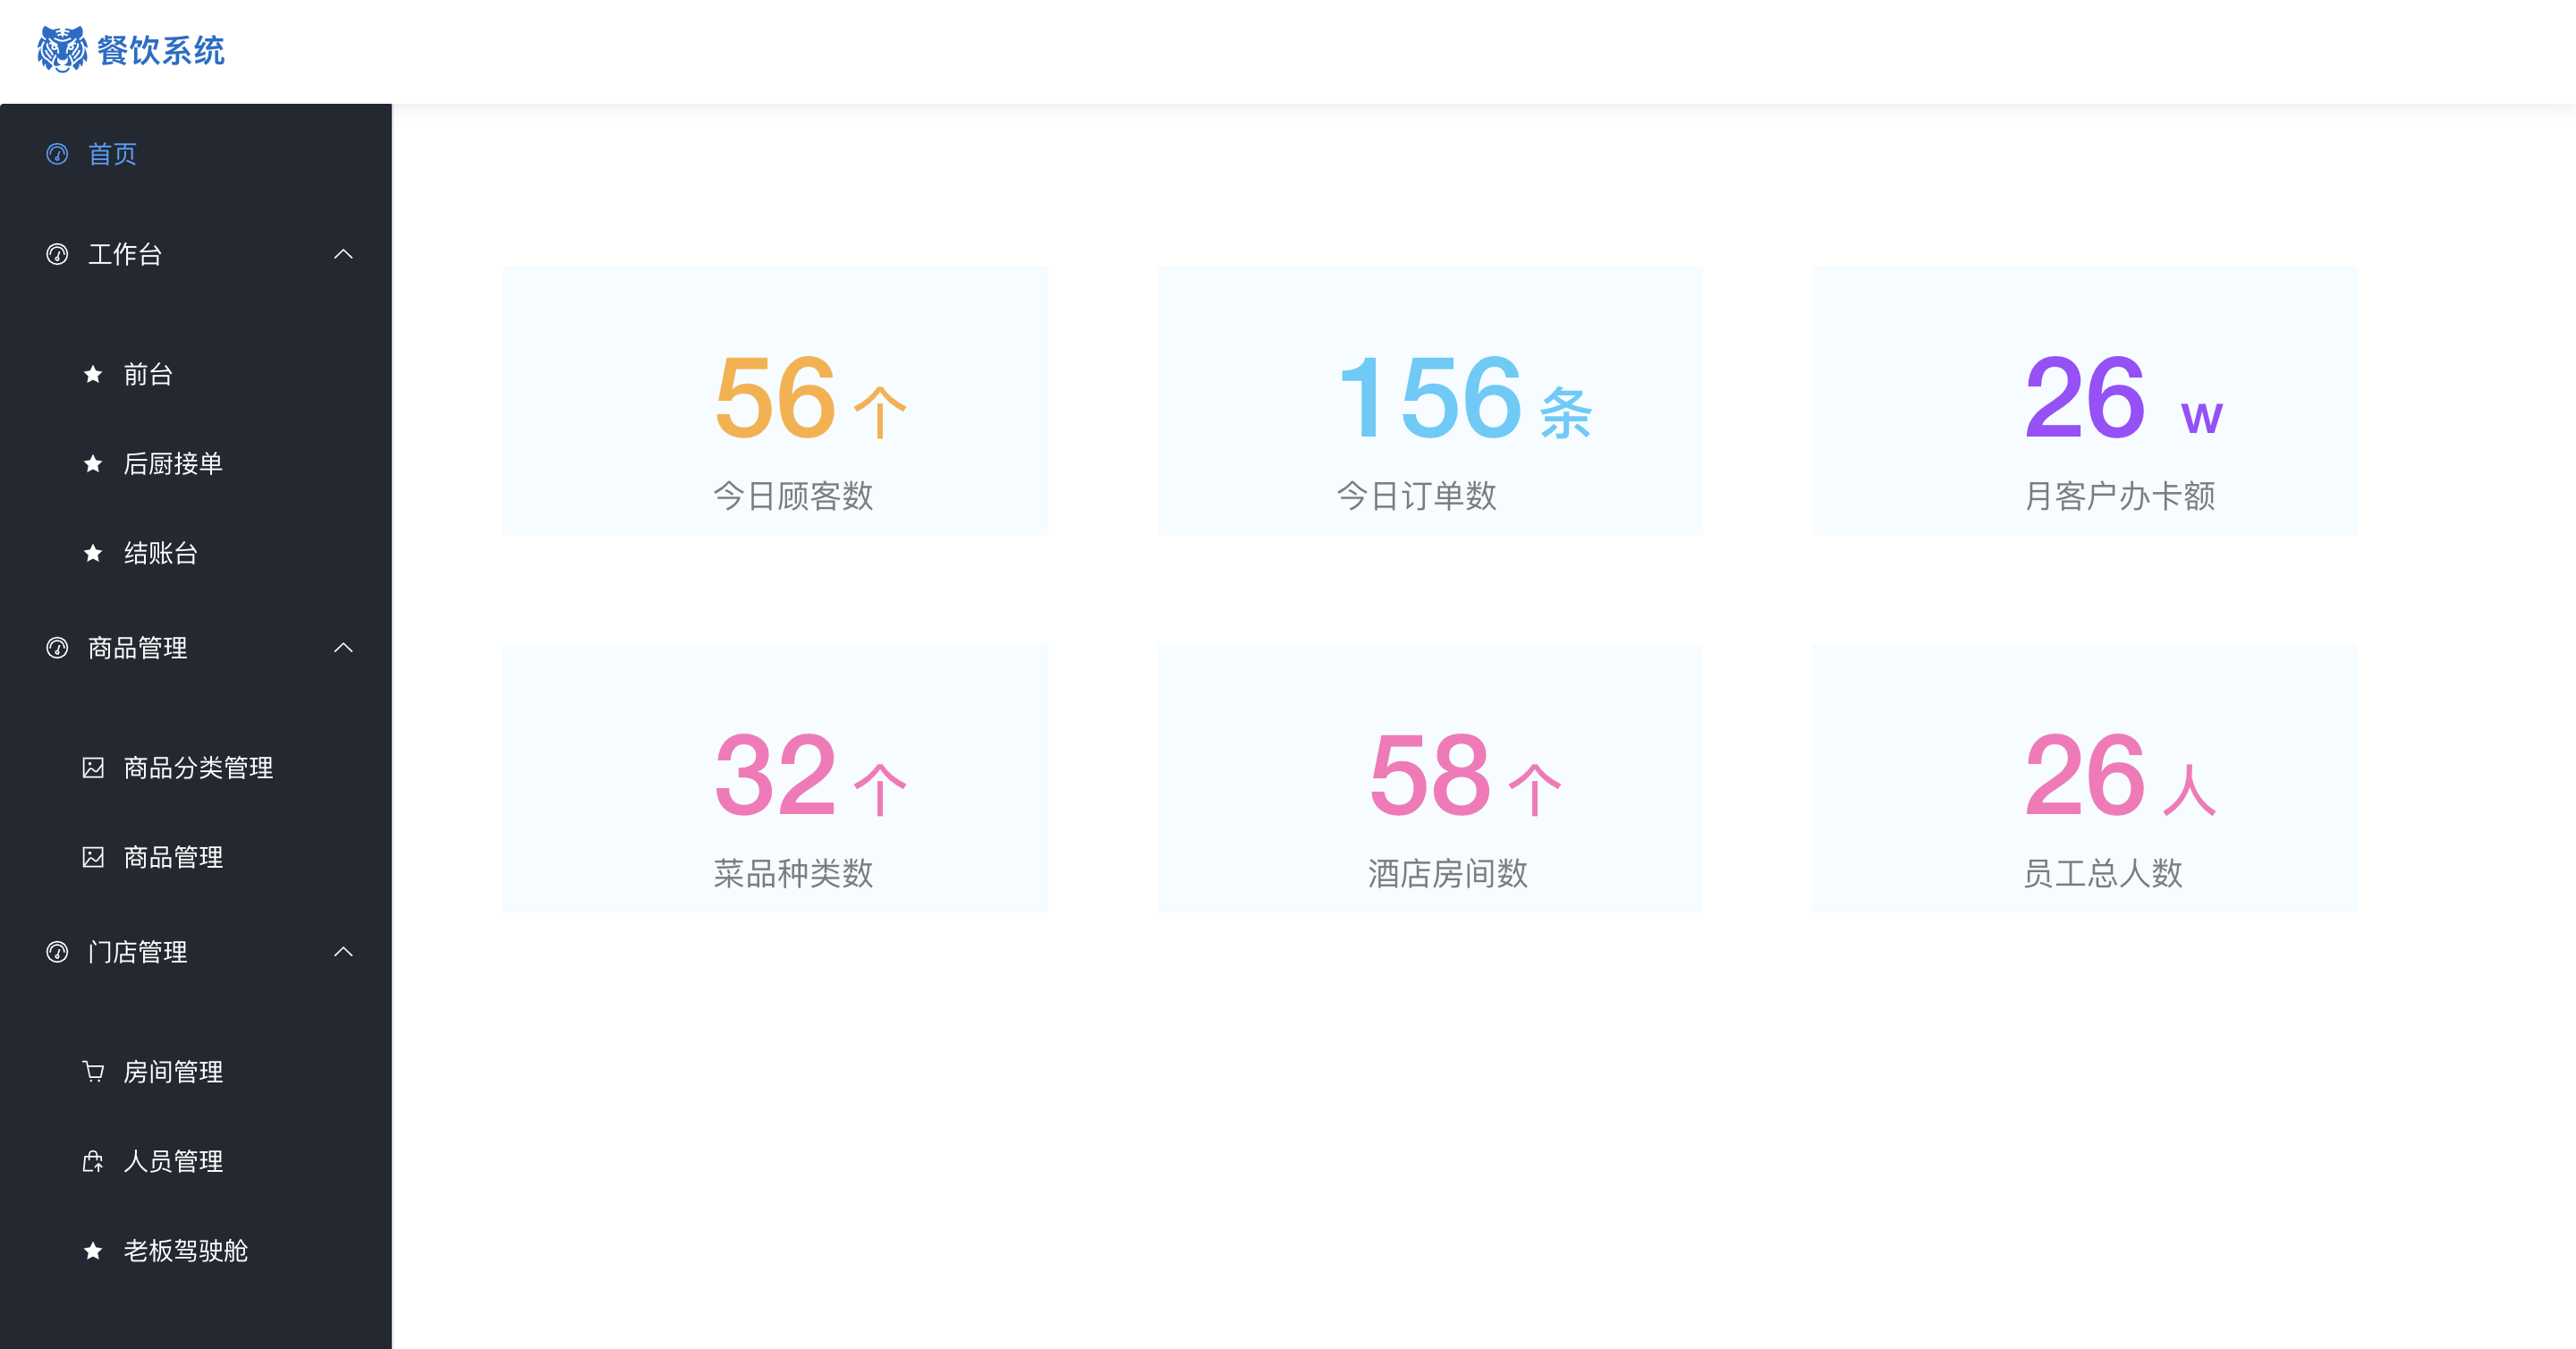 餐饮系统
首页
工作台
前台
后厨接单
结账台
商品管理
商品分类管理
商品管理
门店管理
房间管理
人员管理
老板驾驶舱
56 个
今日顾客数
156 条
今日订单数
26 w
月客户办卡额
32 个
菜品种类数
58 个
酒店房间数
26 人
员工总人数